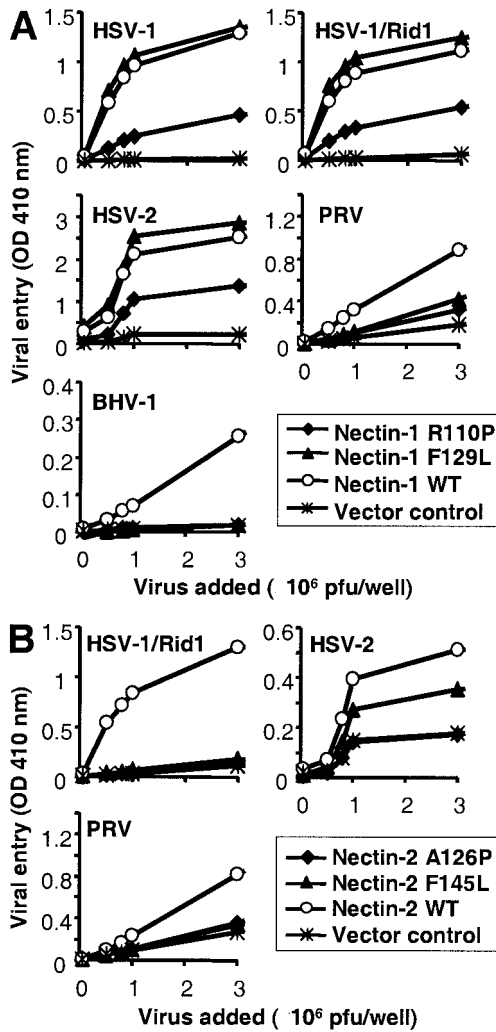 A
HSV-1
HSV-1/Rid1
1.5
1
0.5
0
1.5
1
0.5
0
HSV-2
PRV
3
2
1
0
1.2
0.8
0.4
0
0 1 3
BHV-1
0.4
0.3
0.2
0.1
0
0 1 3
Viral entry (OD 410 nm)
Nectin-1 R110P
Nectin-1 F129L
Nectin-1 WT
Vector control
Virus added ( 10⁶ pfu/well)
B
HSV-1/Rid1
HSV-2
1.5
1
0.5
0
0.6
0.4
0.2
0
0 1 3
PRV
1.2
0.8
0.4
0
0 1 3
Viral entry (OD 410 nm)
Nectin-2 A126P
Nectin-2 F145L
Nectin-2 WT
Vector control
Virus added ( 10⁶ pfu/well)